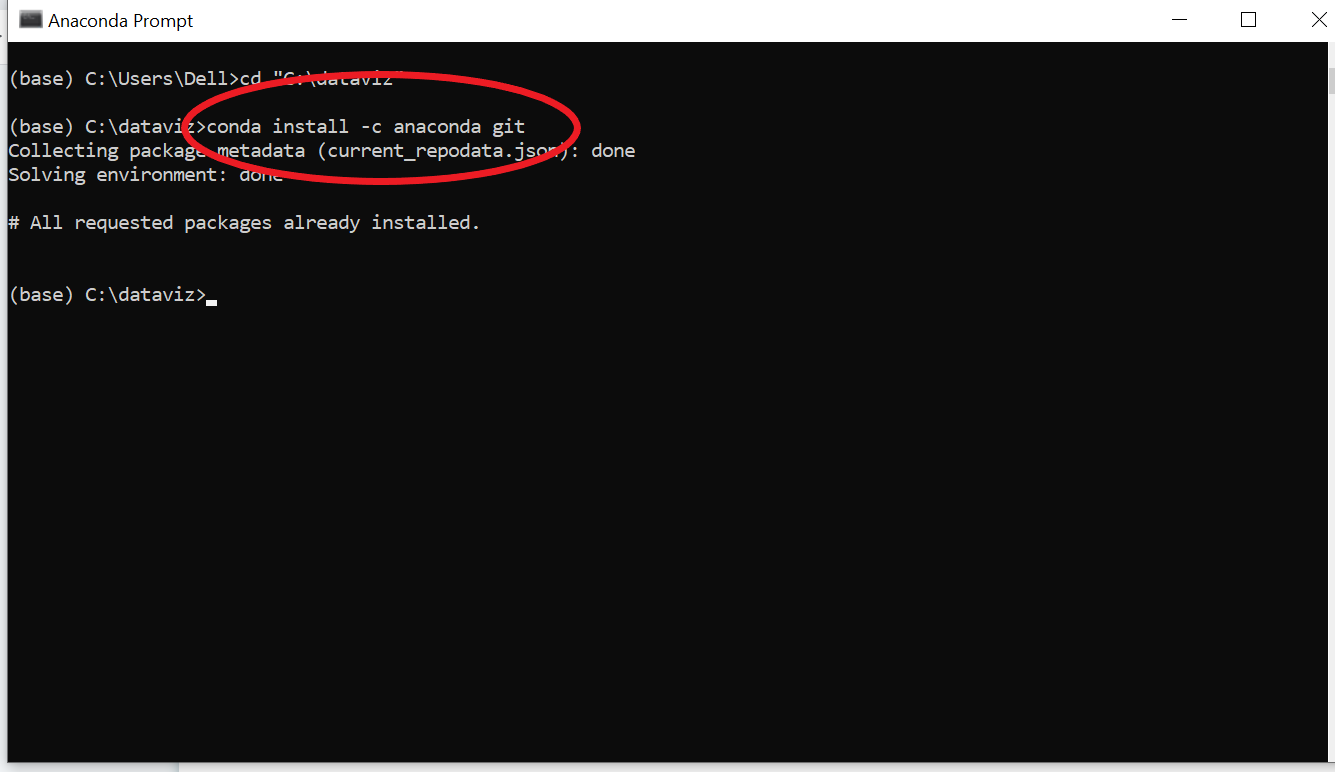 Anaconda Prompt
(base) C:\Users\Dell>cd "C:\dataviz"
(base) C:\dataviz>conda install -c anaconda git
Collecting package metadata (current_repodata.json): done
Solving environment: done
# All requested packages already installed.
(base) C:\dataviz>